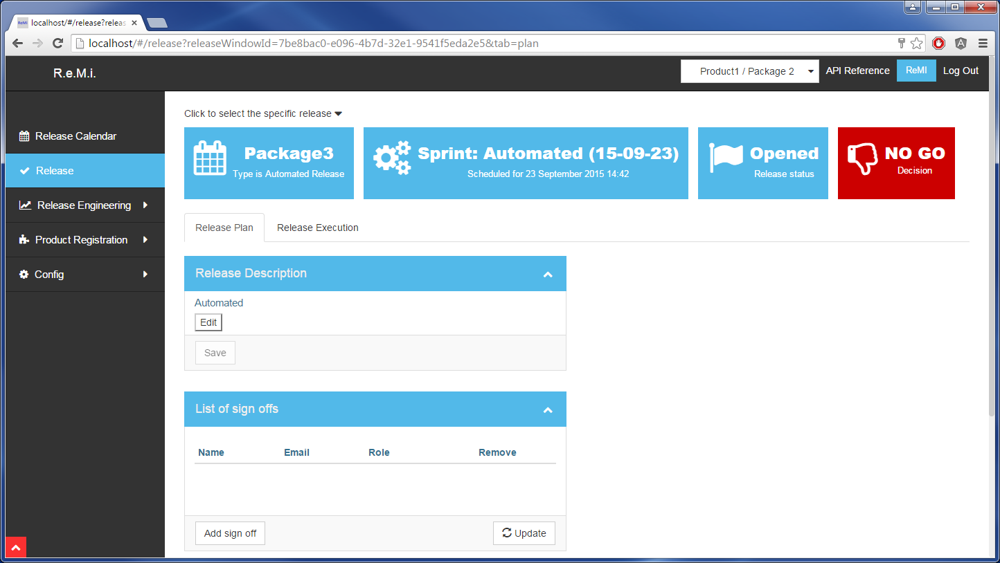 localhost/#/release?releas
localhost/#/release?releaseWindowId=7be8bac0-e096-4b7d-32e1-9541f5eda2e5&tab=plan
R.e.M.i.
Product1 / Package 2
API Reference
ReMI
Log Out
Release Calendar
Release
Release Engineering
Product Registration
Config
Click to select the specific release
Package3
Type is Automated Release
Sprint: Automated (15-09-23)
Scheduled for 23 September 2015 14:42
Opened
Release status
NO GO
Decision
Release Plan
Release Execution
Release Description
Automated
Edit
Save
List of sign offs
Name Email Role Remove
Add sign off
Update